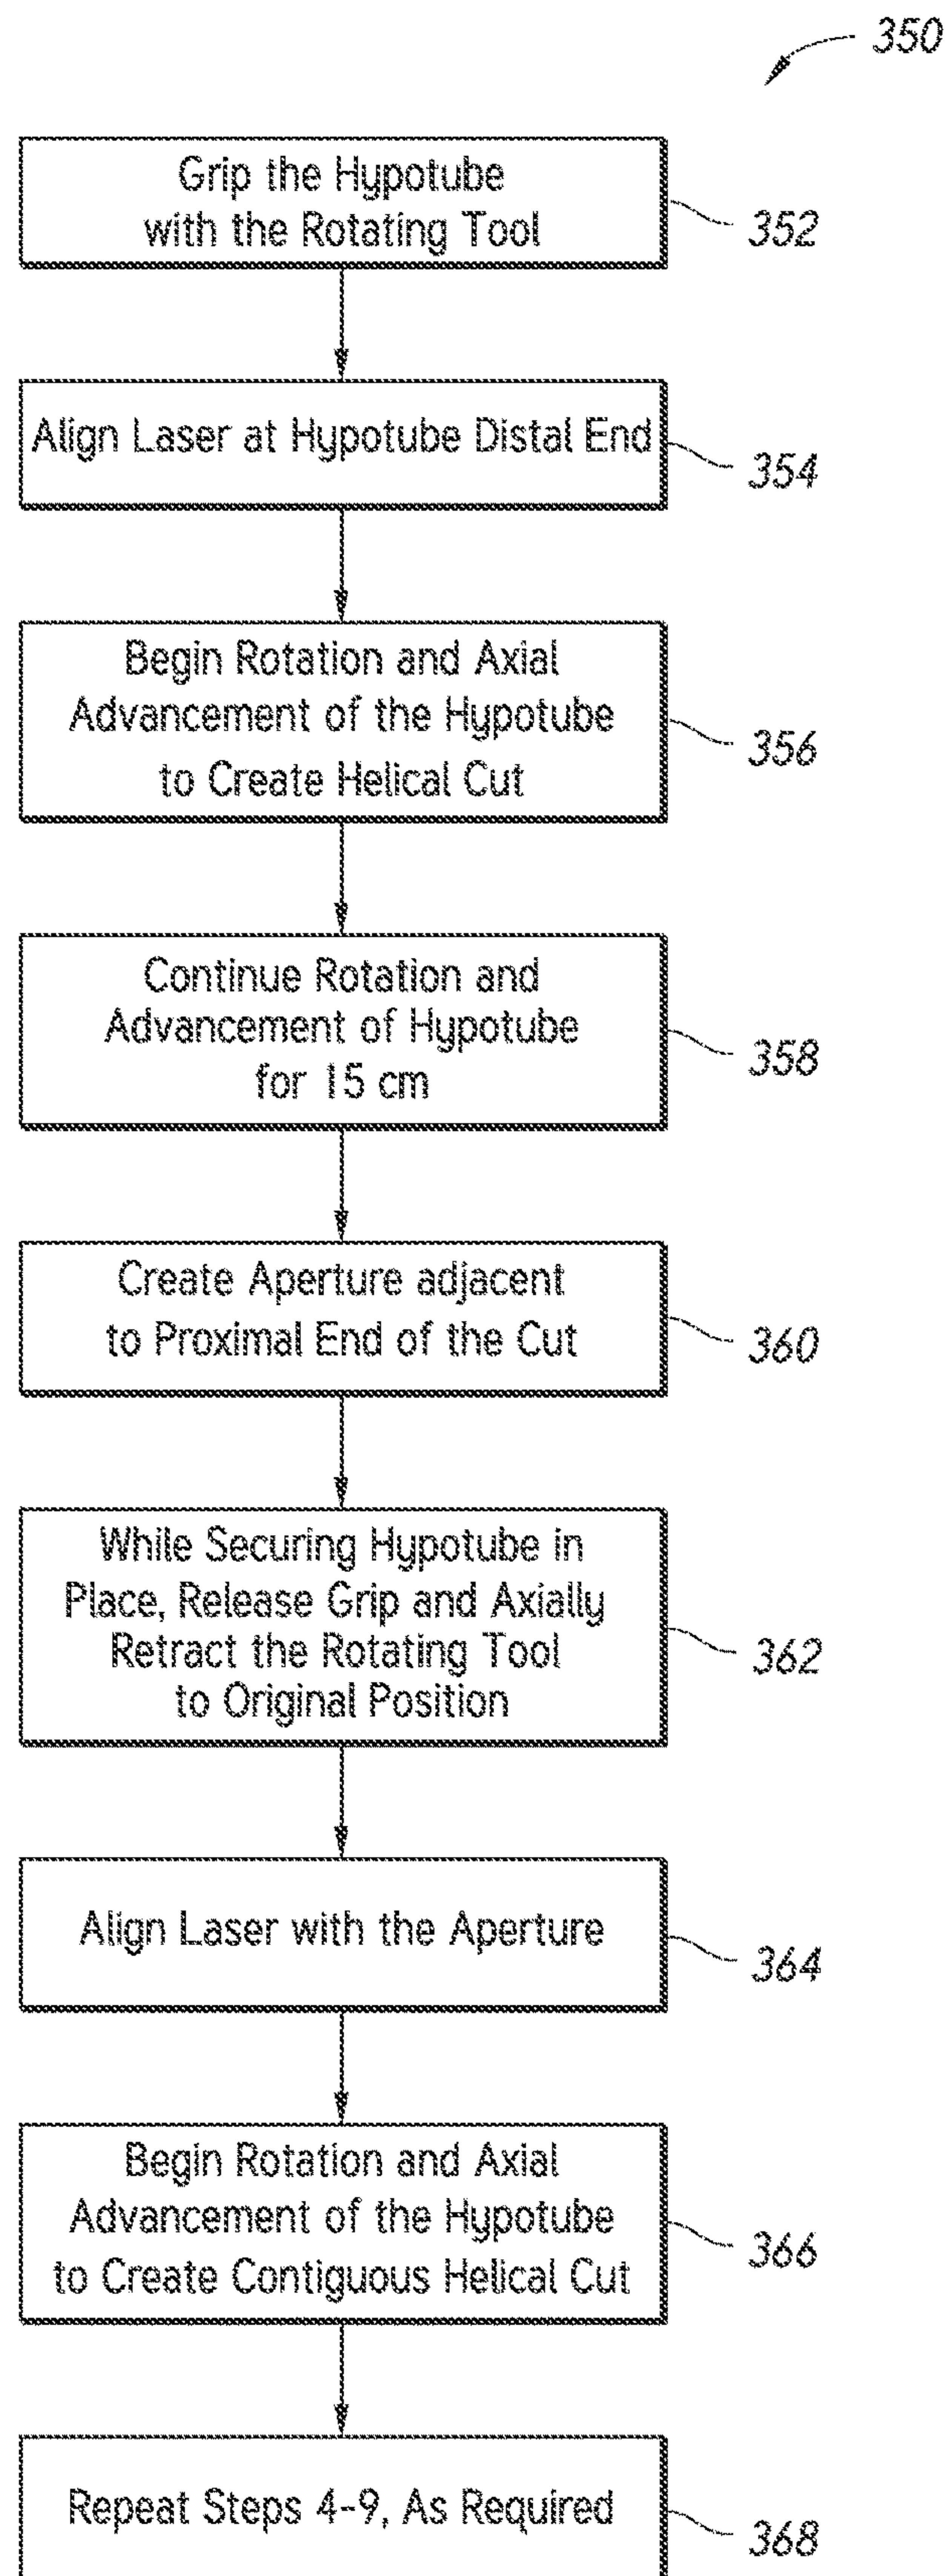 350
Grip the Hypotube
with the Rotating Tool
352
Align Laser at Hypotube Distal End
354
Begin Rotation and Axial
Advancement of the Hypotube
to Create Helical Cut
356
Continue Rotation and
Advancement of Hypotube
for 15 cm
358
Create Aperture adjacent
to Proximal End of the Cut
360
While Securing Hypotube in
Place, Release Grip and Axially
Retract the Rotating Tool
to Original Position
362
Align Laser with the Aperture
364
Begin Rotation and Axial
Advancement of the Hypotube
to Create Contiguous Helical Cut
366
Repeat Steps 4-9, As Required
368